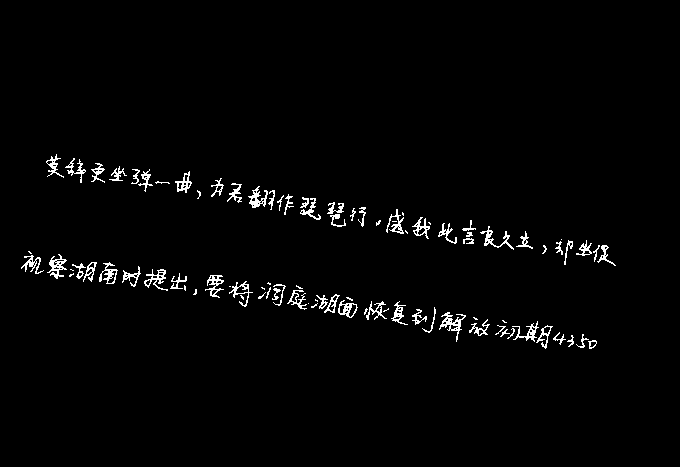 莫辞更坐弹一曲,为君翻作琵琶行。感我此言良久立,却坐促
视察湖南时提出,要将洞庭湖面恢复到解放初期4350